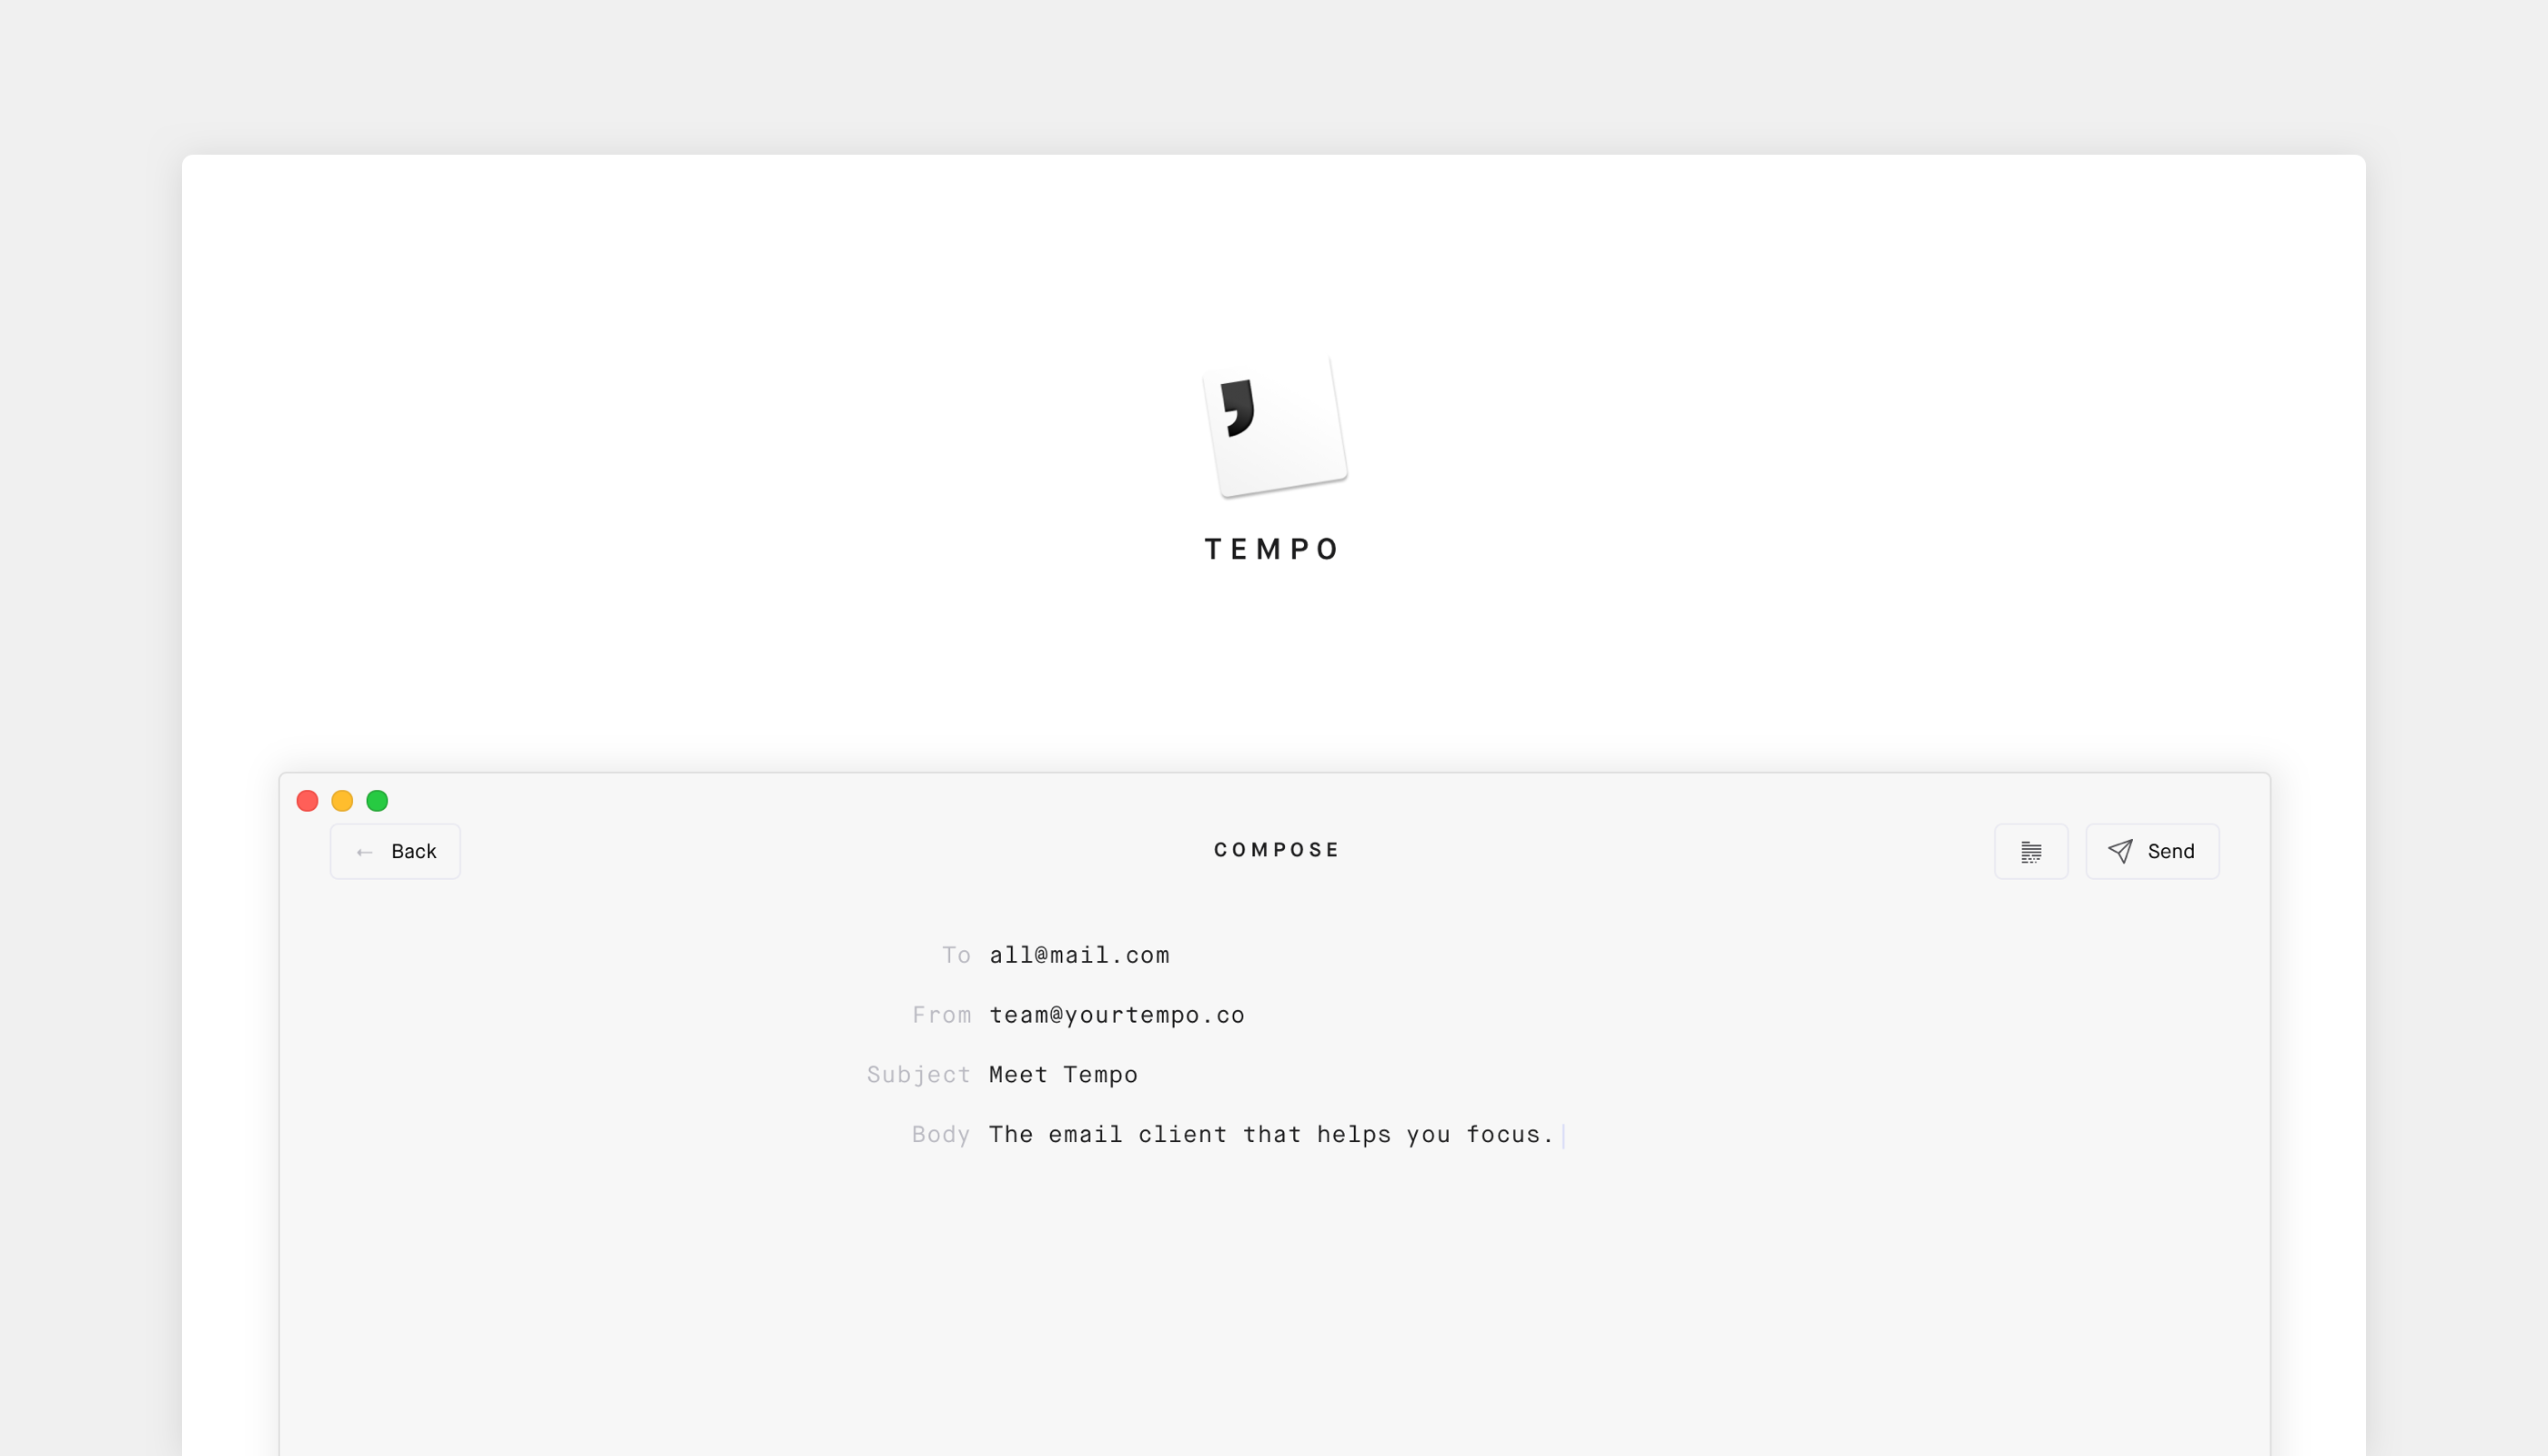 ,
TEMPO
← Back
COMPOSE
Send
To all@mail.com
From team@yourtempo.co
Subject Meet Tempo
Body The email client that helps you focus.